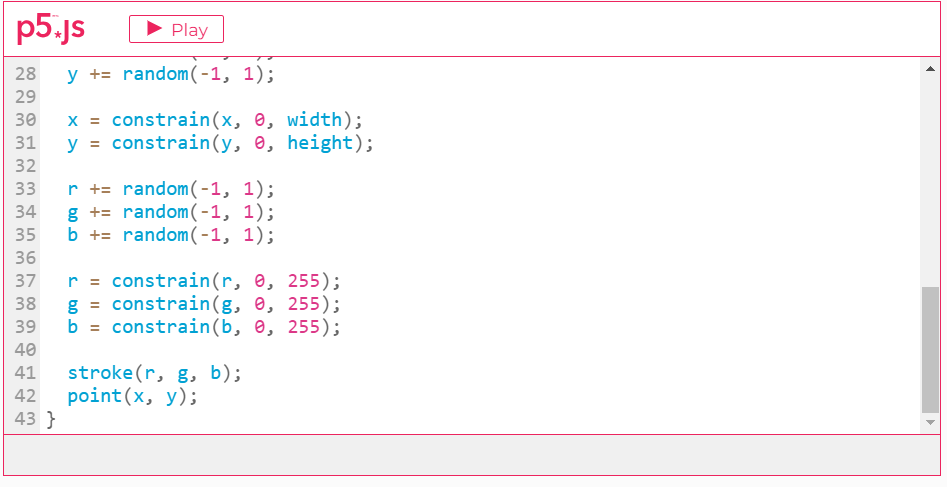 p5*JS
Play
28 y += random(-1, 1);
29
30 x = constrain(x, 0, width);
31 y = constrain(y, 0, height);
32
33 r += random(-1, 1);
34 g += random(-1, 1);
35 b += random(-1, 1);
36
37 r = constrain(r, 0, 255);
38 g = constrain(g, 0, 255);
39 b = constrain(b, 0, 255);
40
41 stroke(r, g, b);
42 point(x, y);
43 }